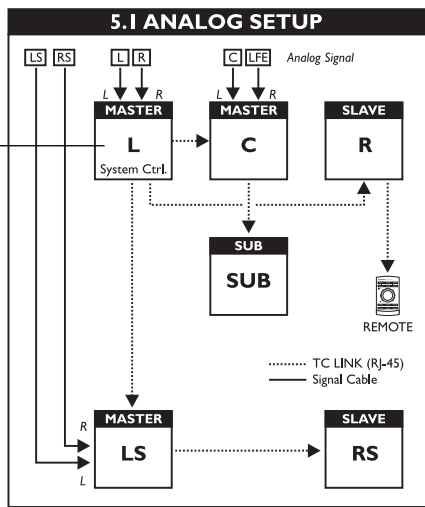 5.1 ANALOG SETUP
LS RS L R C LFE Analog Signal
L R L R
MASTER MASTER SLAVE
L C R
System Ctrl.
SUB
SUB
REMOTE
TC LINK (RJ-45)
Signal Cable
MASTER SLAVE
R
LS RS
L